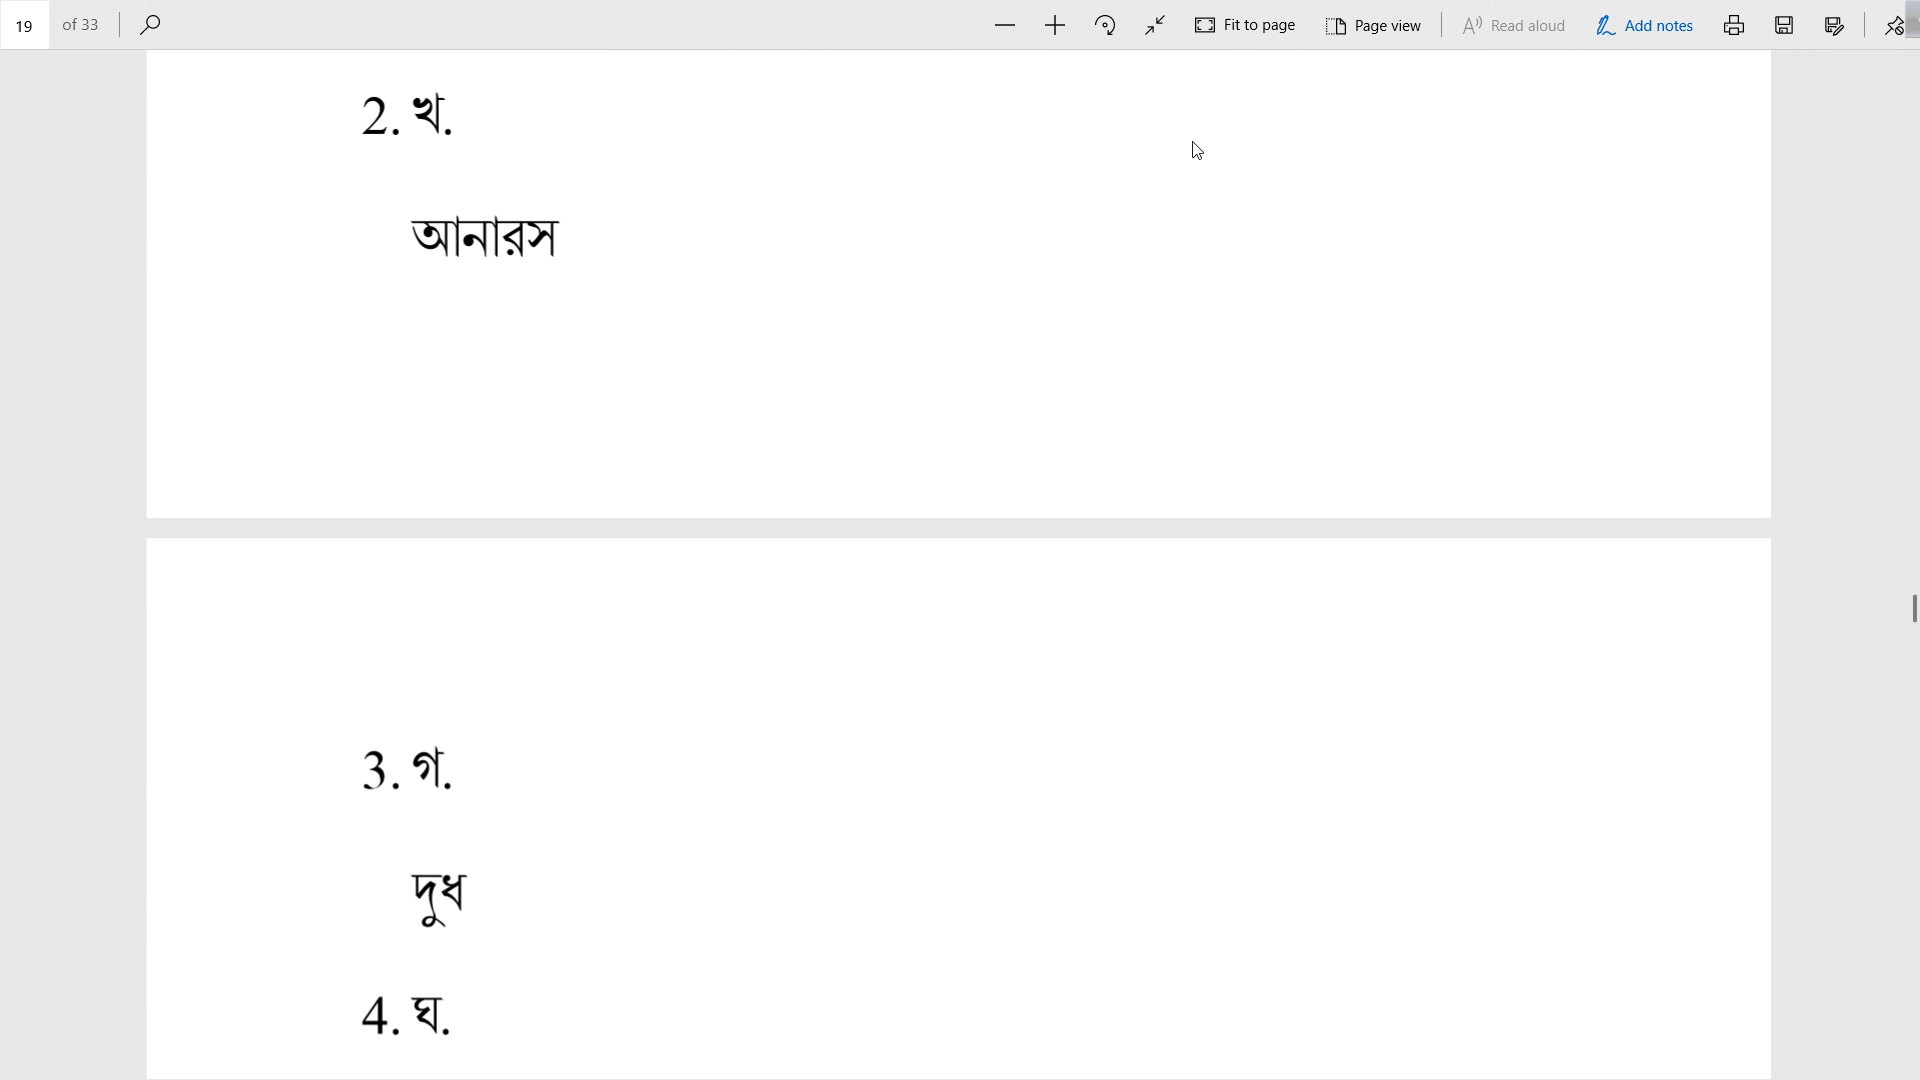 19 of 33 Fit to page Page view Read aloud Add notes
2. খ.
আনারস
3. গ.
দুধ
4. ঘ.